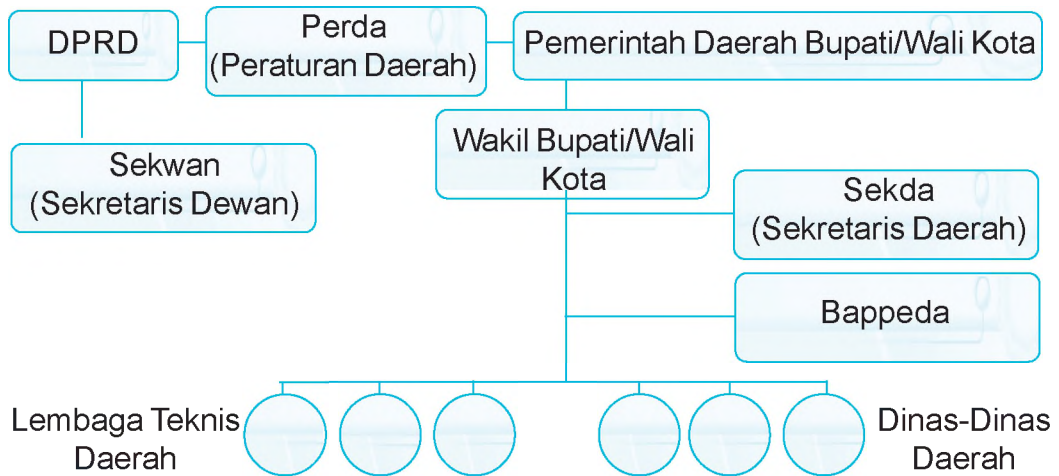 DPRD
Perda
(Peraturan Daerah)
Pemerintah Daerah Bupati/Wali Kota
Sekwan
(Sekretaris Dewan)
Wakil Bupati/Wali
Kota
Sekda
(Sekretaris Daerah)
Bappeda
Lembaga Teknis
Daerah
Dinas-Dinas
Daerah